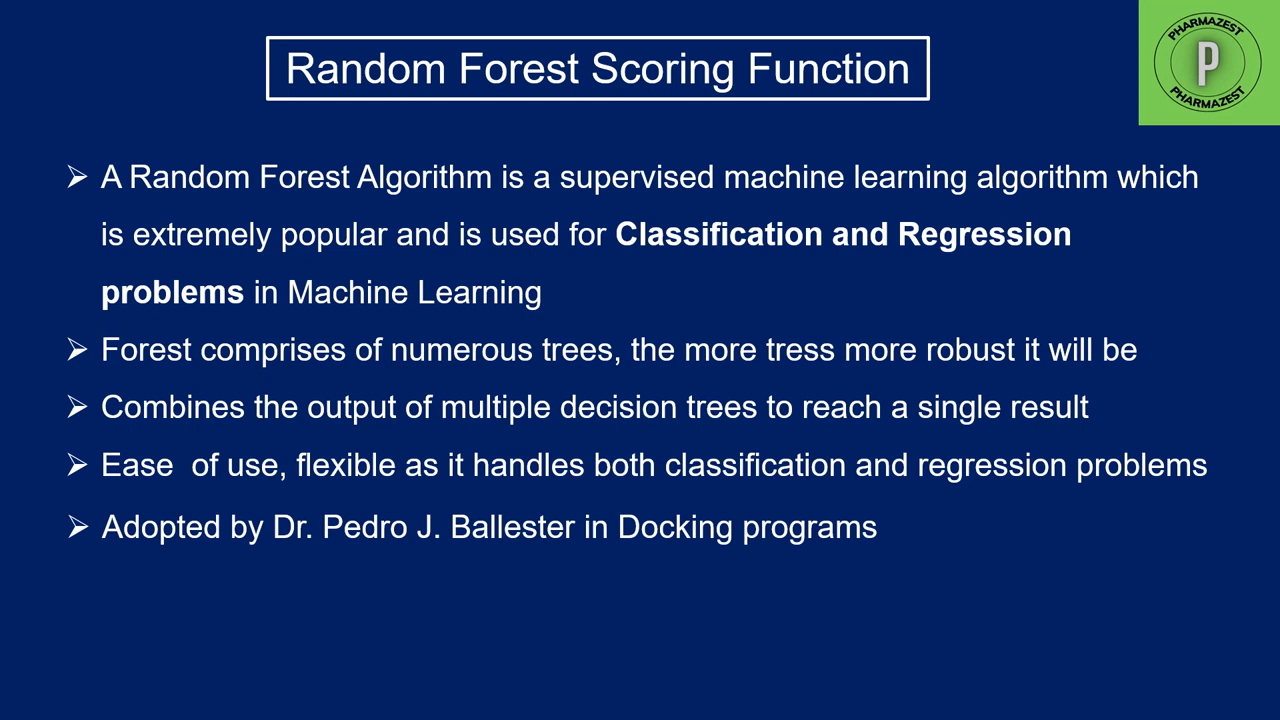 Random Forest Scoring Function
PHARMAZEST
P
PHARMAZEST
➢ A Random Forest Algorithm is a supervised machine learning algorithm which
is extremely popular and is used for Classification and Regression
problems in Machine Learning
➢ Forest comprises of numerous trees, the more tress more robust it will be
➢ Combines the output of multiple decision trees to reach a single result
➢ Ease  of use, flexible as it handles both classification and regression problems
➢ Adopted by Dr. Pedro J. Ballester in Docking programs